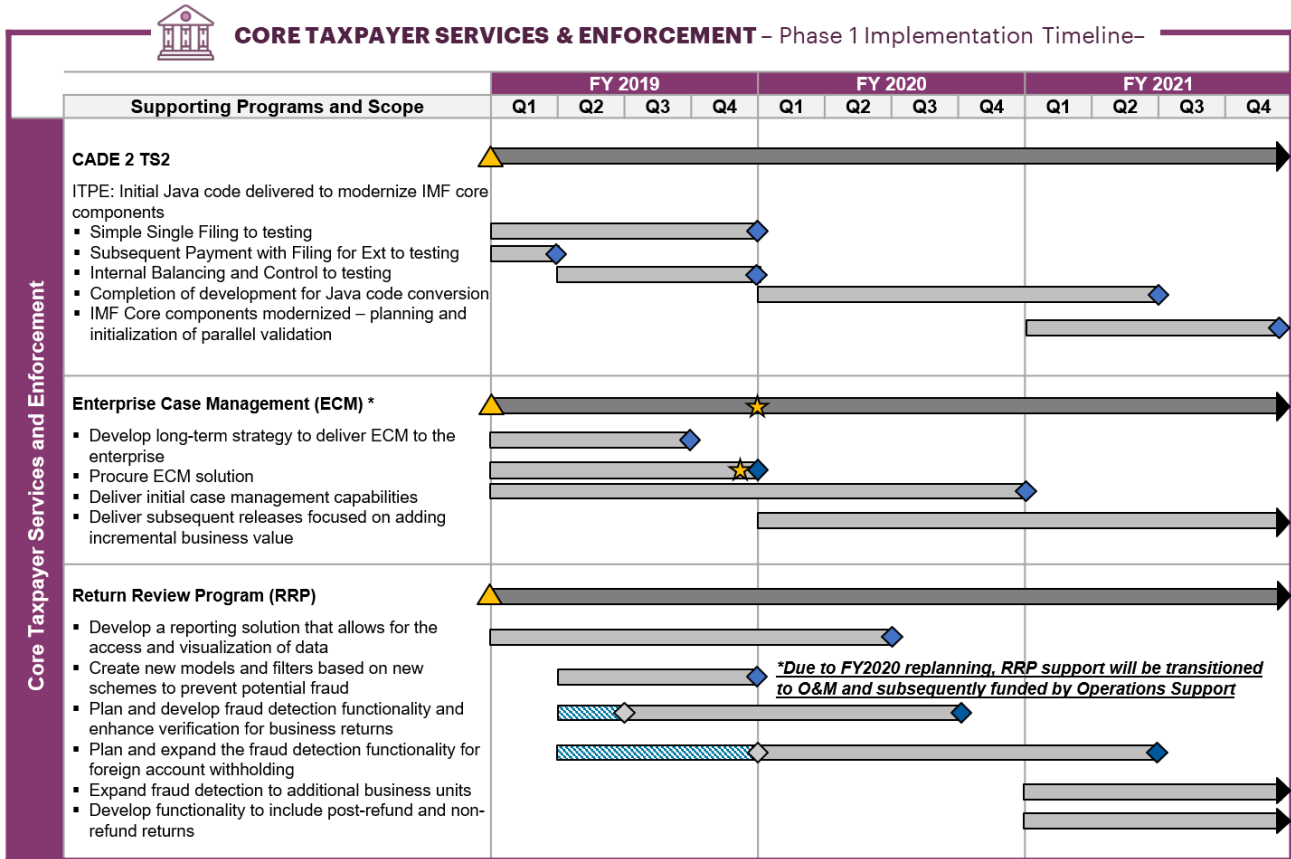 CORE TAXPAYER SERVICES & ENFORCEMENT – Phase 1 Implementation Timeline–
FY 2019 FY 2020 FY 2021
Supporting Programs and Scope Q1 Q2 Q3 Q4 Q1 Q2 Q3 Q4 Q1 Q2 Q3 Q4
Core Taxpayer Services and Enforcement
CADE 2 TS2
ITPE: Initial Java code delivered to modernize IMF core
components
▪ Simple Single Filing to testing
▪ Subsequent Payment with Filing for Ext to testing
▪ Internal Balancing and Control to testing
▪ Completion of development for Java code conversion
▪ IMF Core components modernized – planning and
initialization of parallel validation
Enterprise Case Management (ECM) *
▪ Develop long-term strategy to deliver ECM to the
enterprise
▪ Procure ECM solution
▪ Deliver initial case management capabilities
▪ Deliver subsequent releases focused on adding
incremental business value
Return Review Program (RRP)
▪ Develop a reporting solution that allows for the
access and visualization of data
▪ Create new models and filters based on new
schemes to prevent potential fraud
▪ Plan and develop fraud detection functionality and
enhance verification for business returns
▪ Plan and expand the fraud detection functionality for
foreign account withholding
▪ Expand fraud detection to additional business units
▪ Develop functionality to include post-refund and non-
refund returns
*Due to FY2020 replanning, RRP support will be transitioned
to O&M and subsequently funded by Operations Support